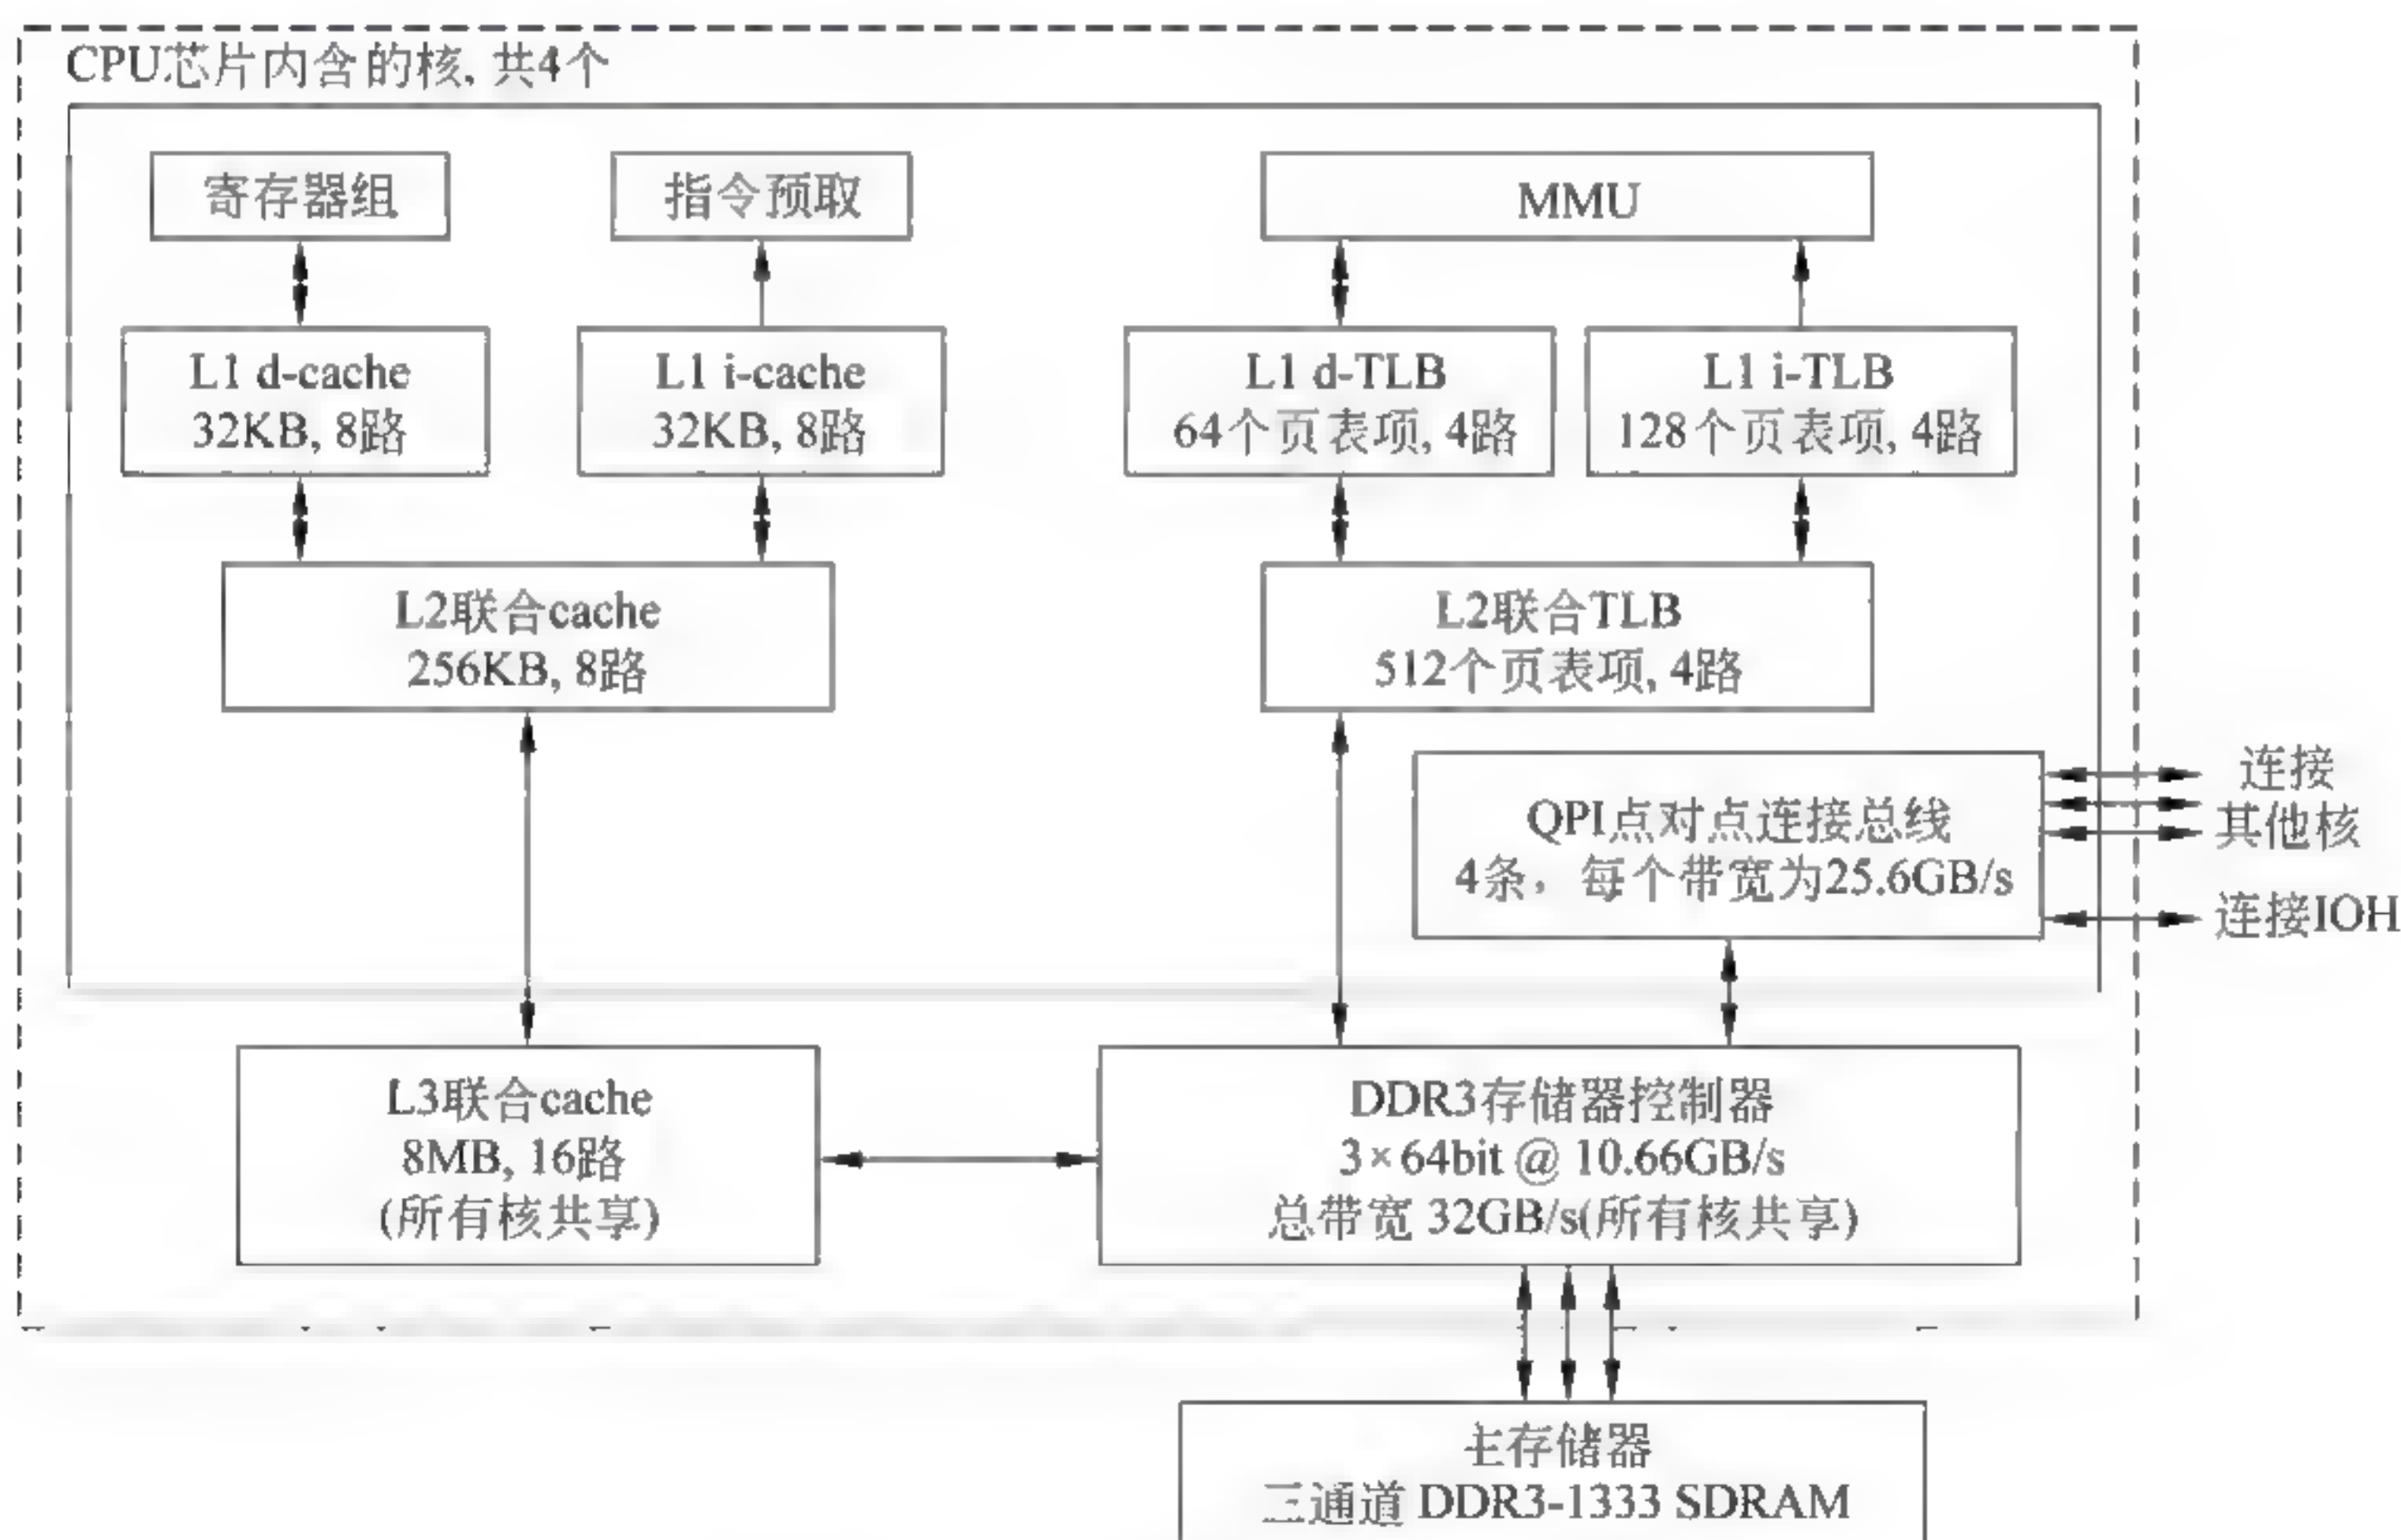 CPU芯片内含的核, 共4个
寄存器组
指令预取
MMU
L1 d-cache
32KB, 8路
L1 i-cache
32KB, 8路
L1 d-TLB
64个页表项, 4路
L1 i-TLB
128个页表项, 4路
L2联合cache
256KB, 8路
L2联合TLB
512个页表项, 4路
QPI点对点连接总线
4条，每个带宽为25.6GB/s
连接
其他核
连接IOH
L3联合cache
8MB, 16路
(所有核共享)
DDR3存储器控制器
3×64bit @ 10.66GB/s
总带宽 32GB/s(所有核共享)
主存储器
三通道 DDR3-1333 SDRAM